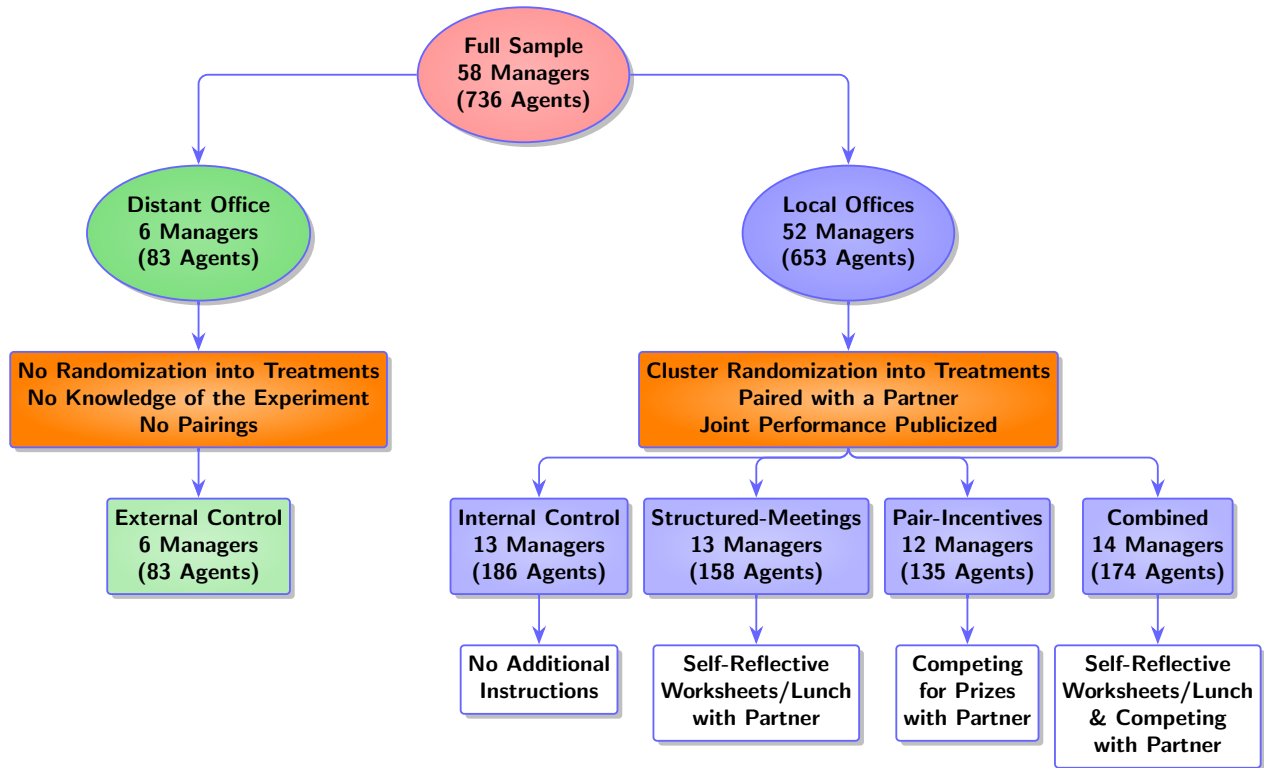 Full Sample
58 Managers
(736 Agents)
Distant Office
6 Managers
(83 Agents)
Local Offices
52 Managers
(653 Agents)
No Randomization into Treatments
No Knowledge of the Experiment
No Pairings
Cluster Randomization into Treatments
Paired with a Partner
Joint Performance Publicized
External Control
6 Managers
(83 Agents)
Internal Control
13 Managers
(186 Agents)
Structured-Meetings
13 Managers
(158 Agents)
Pair-Incentives
12 Managers
(135 Agents)
Combined
14 Managers
(174 Agents)
No Additional
Instructions
Self-Reflective
Worksheets/Lunch
with Partner
Competing
for Prizes
with Partner
Self-Reflective
Worksheets/Lunch
& Competing
with Partner